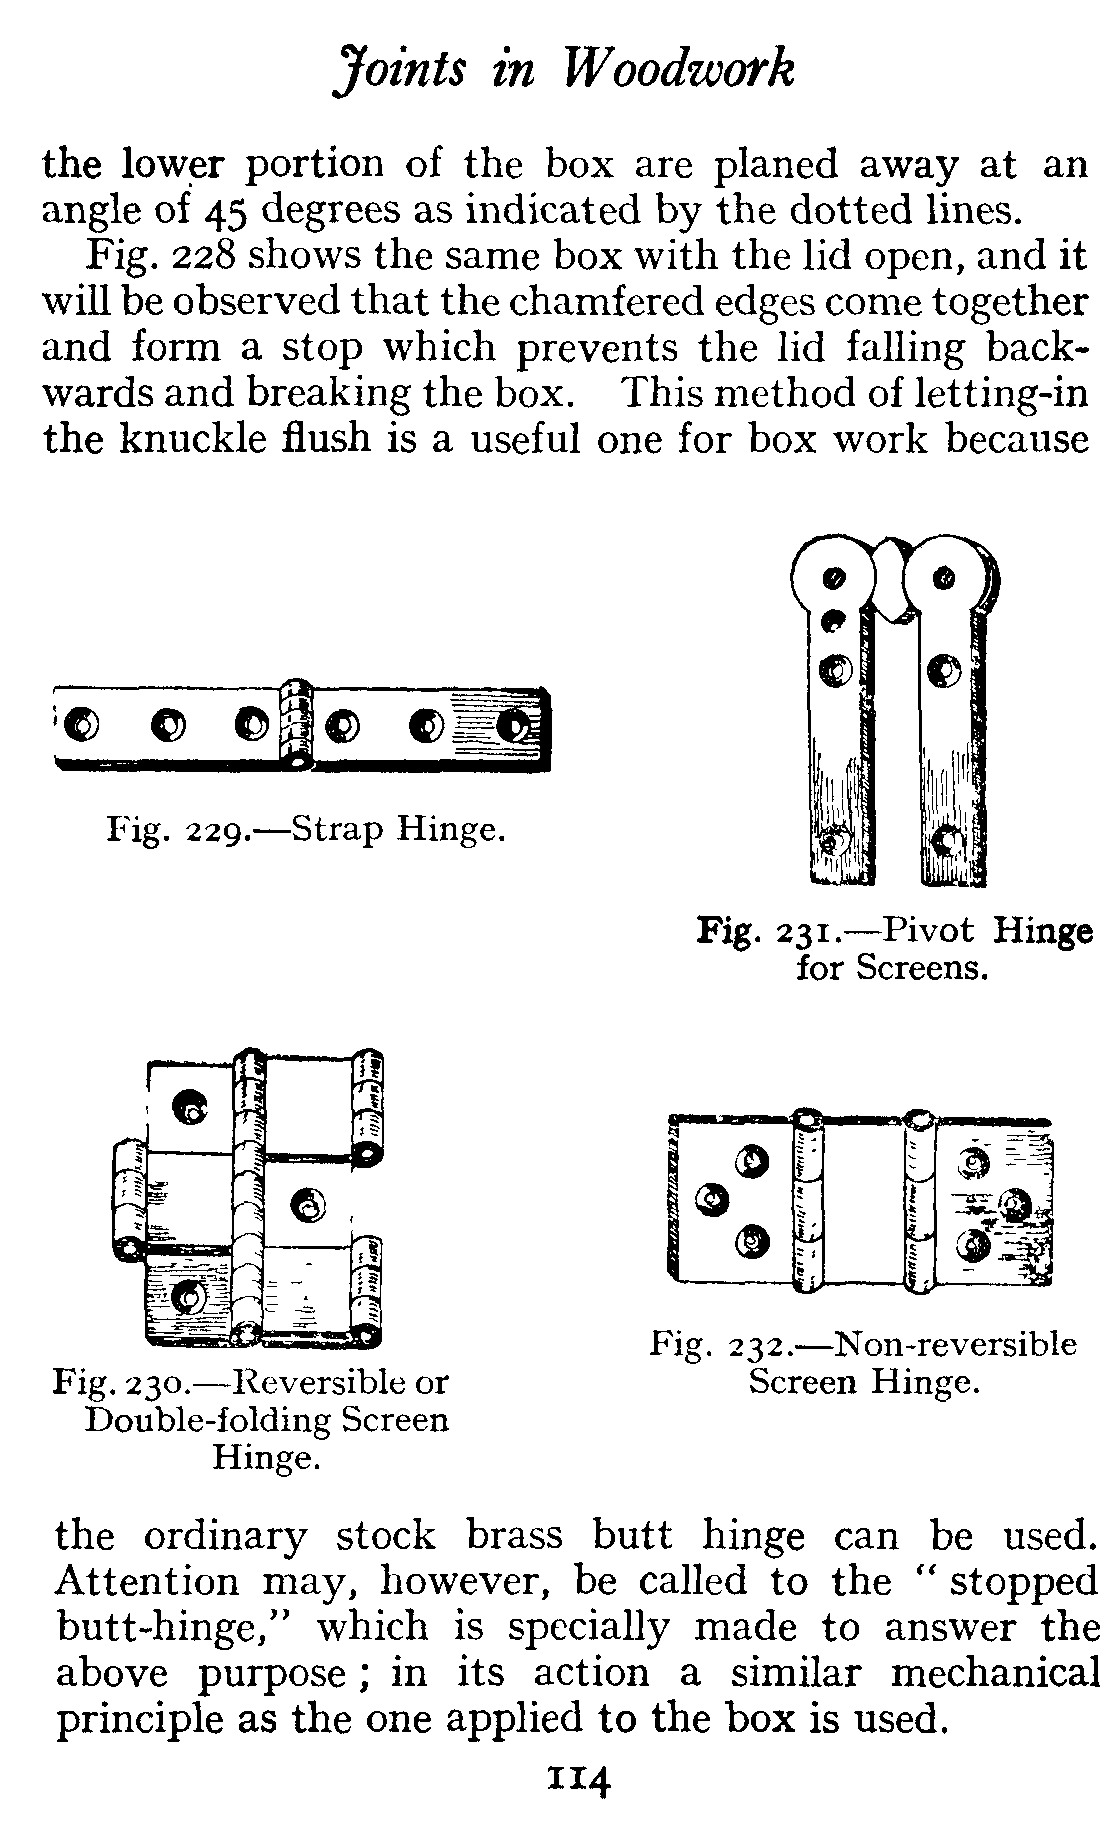 Joints in Woodwork
the lower portion of the box are planed away at an
angle of 45 degrees as indicated by the dotted lines.
Fig. 228 shows the same box with the lid open, and it
will be observed that the chamfered edges come together
and form a stop which prevents the lid falling back-
wards and breaking the box. This method of letting-in
the knuckle flush is a useful one for box work because
Fig. 229.—Strap Hinge.
Fig. 231.—Pivot Hinge
for Screens.
Fig. 230.—Reversible or
Double-folding Screen
Hinge.
Fig. 232.—Non-reversible
Screen Hinge.
the ordinary stock brass butt hinge can be used.
Attention may, however, be called to the “ stopped
butt-hinge,” which is specially made to answer the
above purpose ; in its action a similar mechanical
principle as the one applied to the box is used.
114